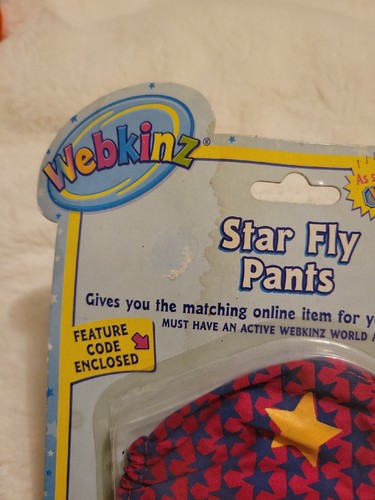 Webkinz®
As s
Star Fly
Pants
Gives you the matching online item for y
MUST HAVE AN ACTIVE WEBKINZ WORLD A
FEATURE
CODE
ENCLOSED